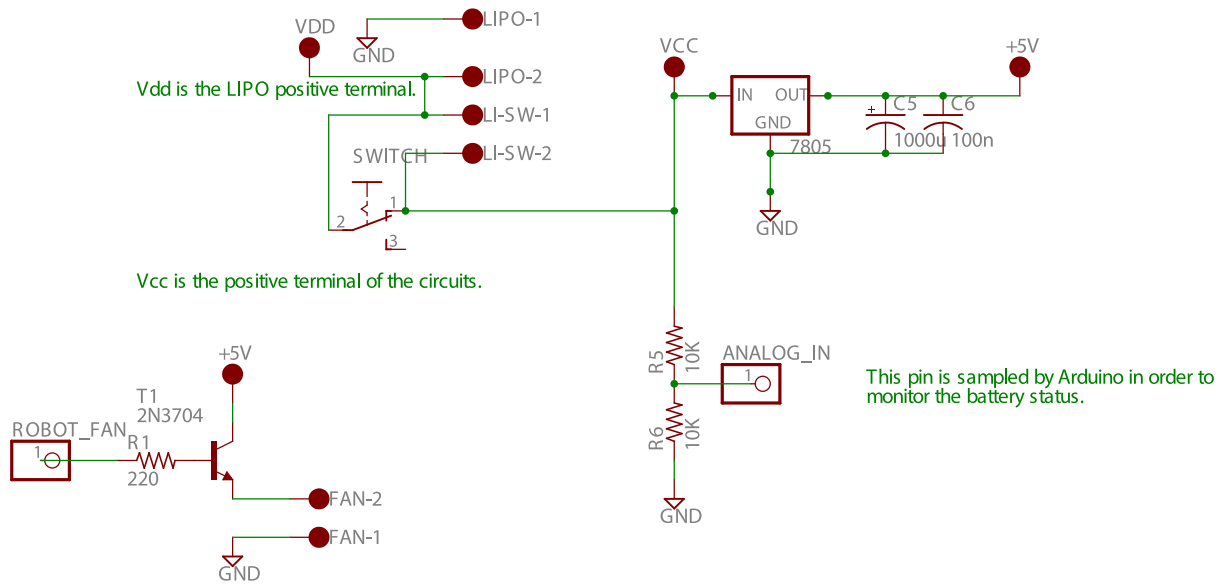 VDD
LIPO-1
GND
LIPO-2
Vdd is the LIPO positive terminal.
LI-SW-1
LI-SW-2
SWITCH
1
2
3
Vcc is the positive terminal of the circuits.
VCC
IN
OUT
GND
7805
+5V
+
C5
1000u
C6
100n
GND
R5
10K
ANALOG_IN
1
This pin is sampled by Arduino in order to
monitor the battery status.
R6
10K
GND
+5V
T1
2N3704
ROBOT_FAN
1
R1
220
FAN-2
FAN-1
GND